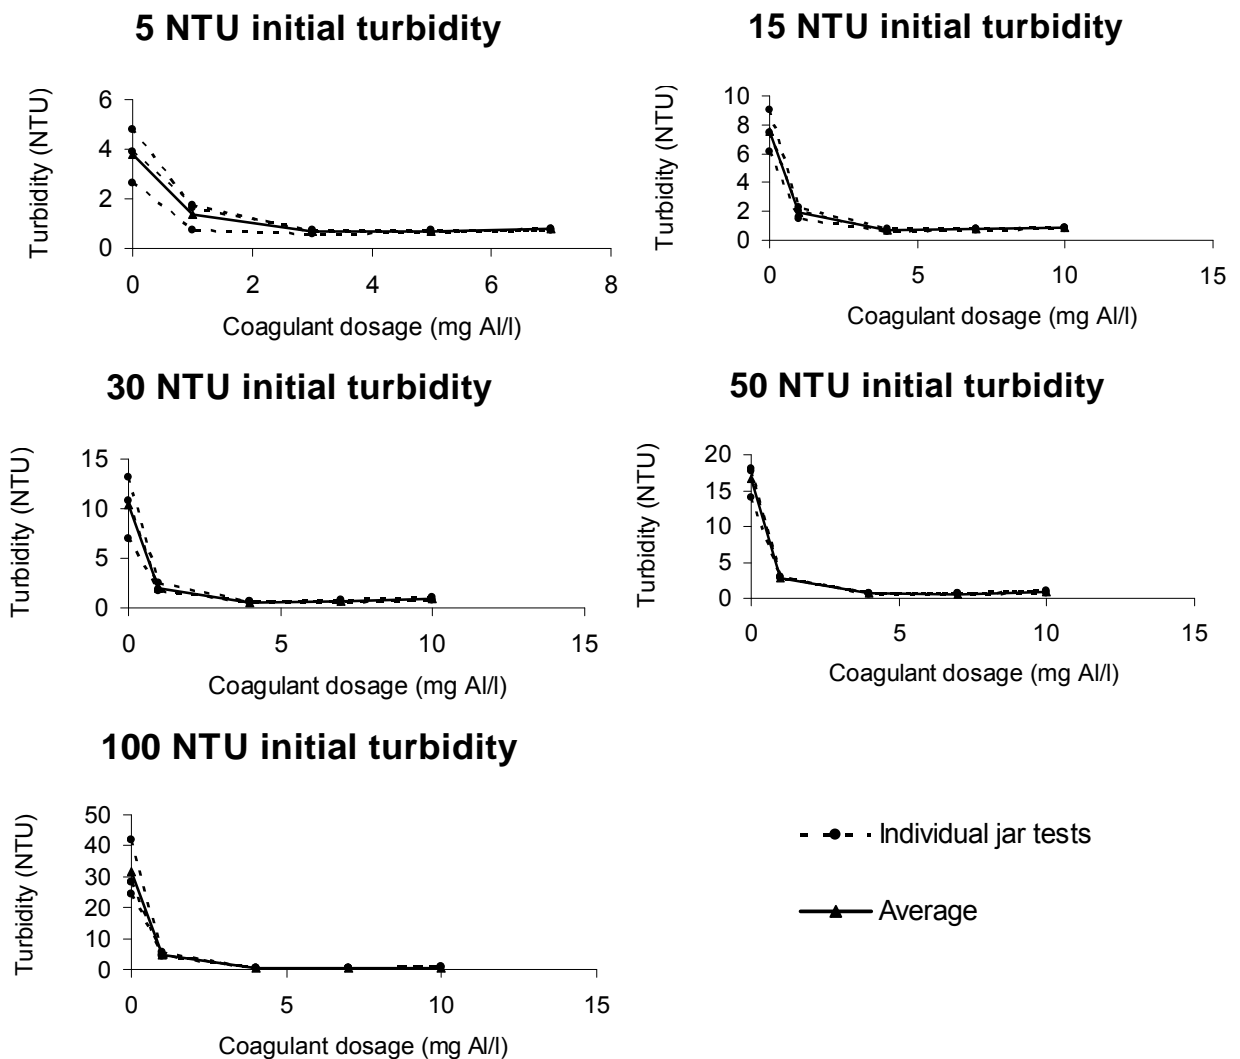 5 NTU initial turbidity
Turbidity (NTU)
6
4
2
0
0 2 4 6 8
Coagulant dosage (mg Al/l)
15 NTU initial turbidity
Turbidity (NTU)
10
8
6
4
2
0
0 5 10 15
Coagulant dosage (mg Al/l)
30 NTU initial turbidity
Turbidity (NTU)
15
10
5
0
0 5 10 15
Coagulant dosage (mg Al/l)
50 NTU initial turbidity
Turbidity (NTU)
20
15
10
5
0
0 5 10 15
Coagulant dosage (mg Al/l)
100 NTU initial turbidity
Turbidity (NTU)
50
40
30
20
10
0
0 5 10 15
Coagulant dosage (mg Al/l)
Individual jar tests
Average